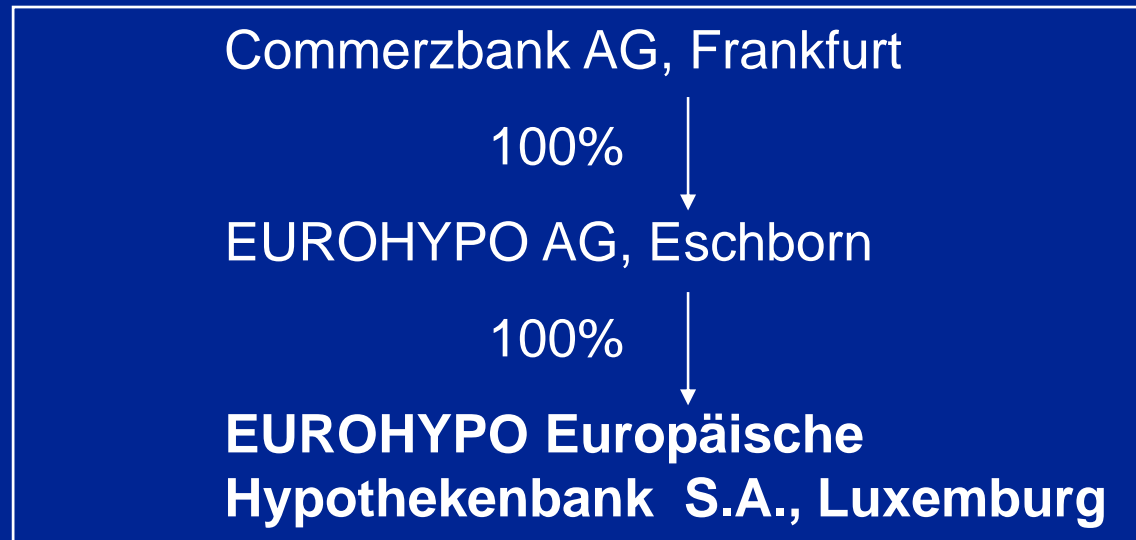 Commerzbank AG, Frankfurt
100%
EUROHYPO AG, Eschborn
100%
EUROHYPO Europäische
Hypothekenbank S.A., Luxemburg